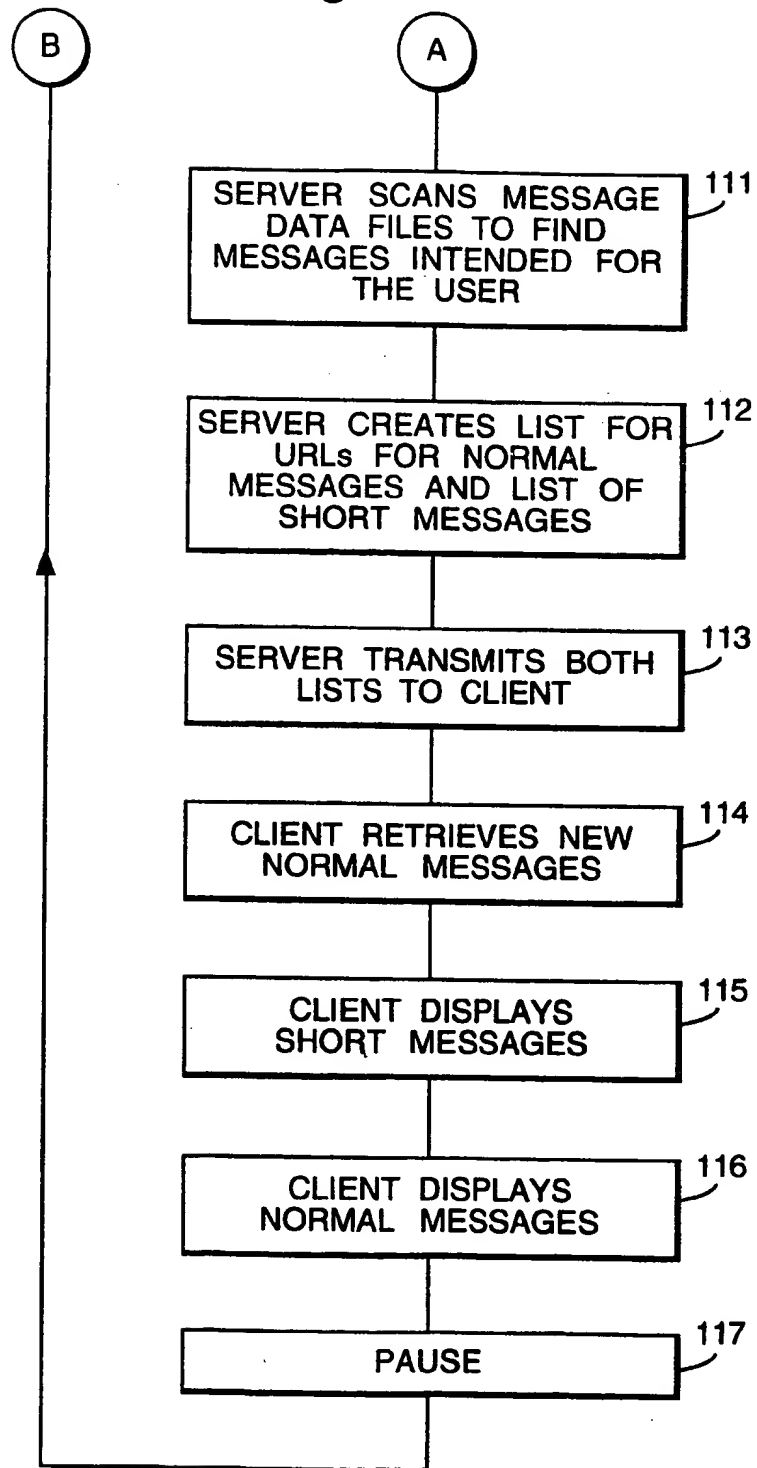 B
A
SERVER SCANS MESSAGE
DATA FILES TO FIND
MESSAGES INTENDED FOR
THE USER
111
SERVER CREATES LIST FOR
URLs FOR NORMAL
MESSAGES AND LIST OF
SHORT MESSAGES
112
SERVER TRANSMITS BOTH
LISTS TO CLIENT
113
CLIENT RETRIEVES NEW
NORMAL MESSAGES
114
CLIENT DISPLAYS
SHORT MESSAGES
115
CLIENT DISPLAYS
NORMAL MESSAGES
116
PAUSE
117